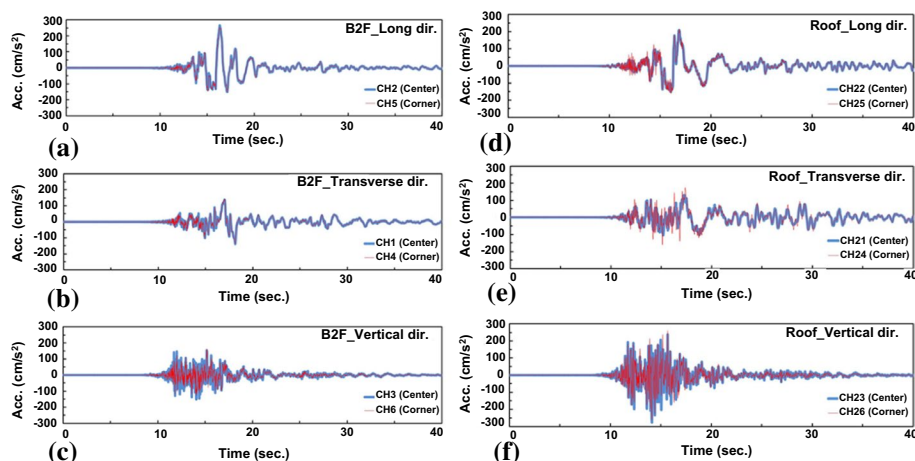 B2F_Long dir.
Acc. (cm/s²)
300
200
100
0
-100
-200
-300
CH2 (Center)
CH5 (Corner)
0 10 20 30 40
Time (sec.)
(a)
B2F_Transverse dir.
Acc. (cm/s²)
300
200
100
0
-100
-200
-300
CH1 (Center)
CH4 (Corner)
0 10 20 30 40
Time (sec.)
(b)
B2F_Vertical dir.
Acc. (cm/s²)
300
200
100
0
-100
-200
-300
CH3 (Center)
CH6 (Corner)
0 10 20 30 40
Time (sec.)
(c)
Roof_Long dir.
Acc. (cm/s²)
300
200
100
0
-100
-200
-300
CH22 (Center)
CH25 (Corner)
0 10 20 30 40
Time (sec.)
(d)
Roof_Transverse dir.
Acc. (cm/s²)
300
200
100
0
-100
-200
-300
CH21 (Center)
CH24 (Corner)
0 10 20 30 40
Time (sec.)
(e)
Roof_Vertical dir.
Acc. (cm/s²)
300
200
100
0
-100
-200
-300
CH23 (Center)
CH26 (Corner)
0 10 20 30 40
Time (sec.)
(f)